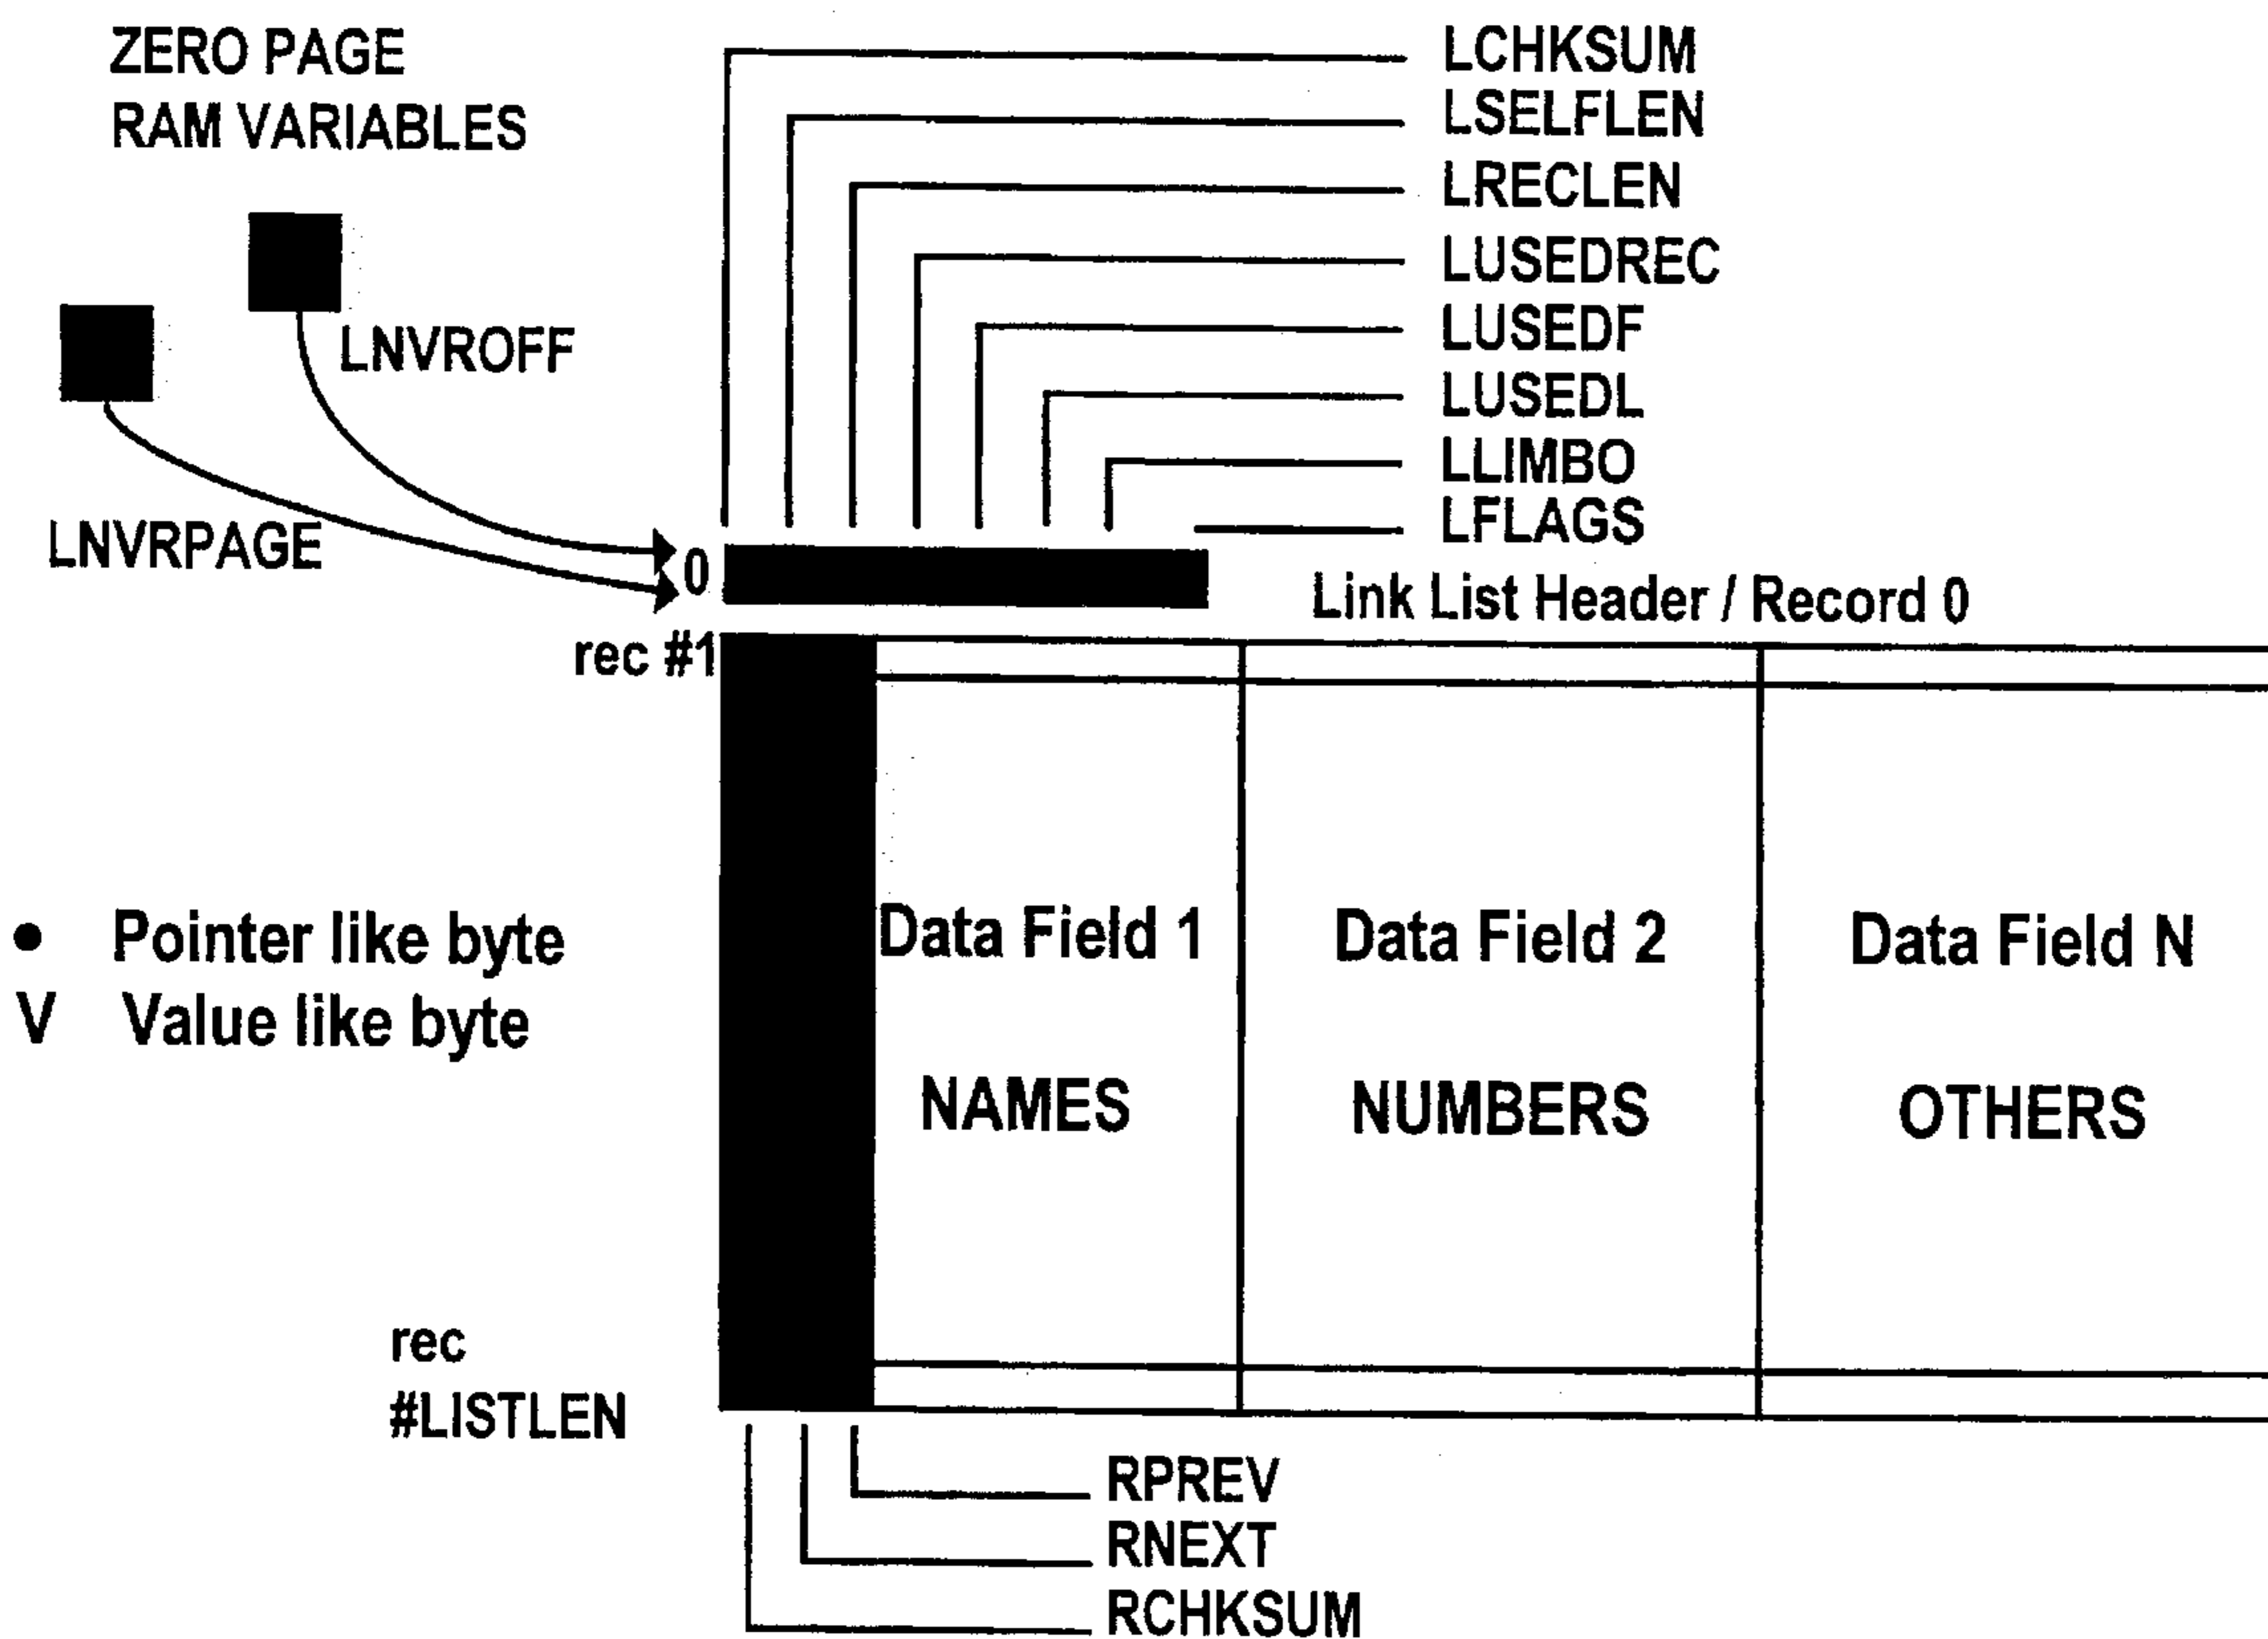 ZERO PAGE
RAM VARIABLES
LCHKSUM
LSELFLEN
LRECLEN
LUSEDREC
LUSEDF
LUSEDL
LLIMBO
LFLAGS
LNVROFF
LNVRPAGE
0
Link List Header / Record 0
rec #1
Data Field 1
Data Field 2
Data Field N
• Pointer like byte
V Value like byte
NAMES
NUMBERS
OTHERS
rec
#LISTLEN
RPREV
RNEXT
RCHKSUM